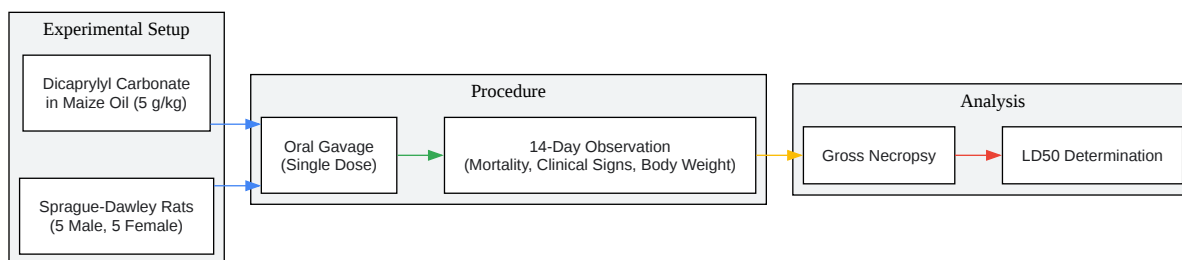 Experimental Setup
Dicaprylyl Carbonate
in Maize Oil (5 g/kg)
Sprague-Dawley Rats
(5 Male, 5 Female)
Procedure
Oral Gavage
(Single Dose)
14-Day Observation
(Mortality, Clinical Signs, Body Weight)
Analysis
Gross Necropsy
LD50 Determination